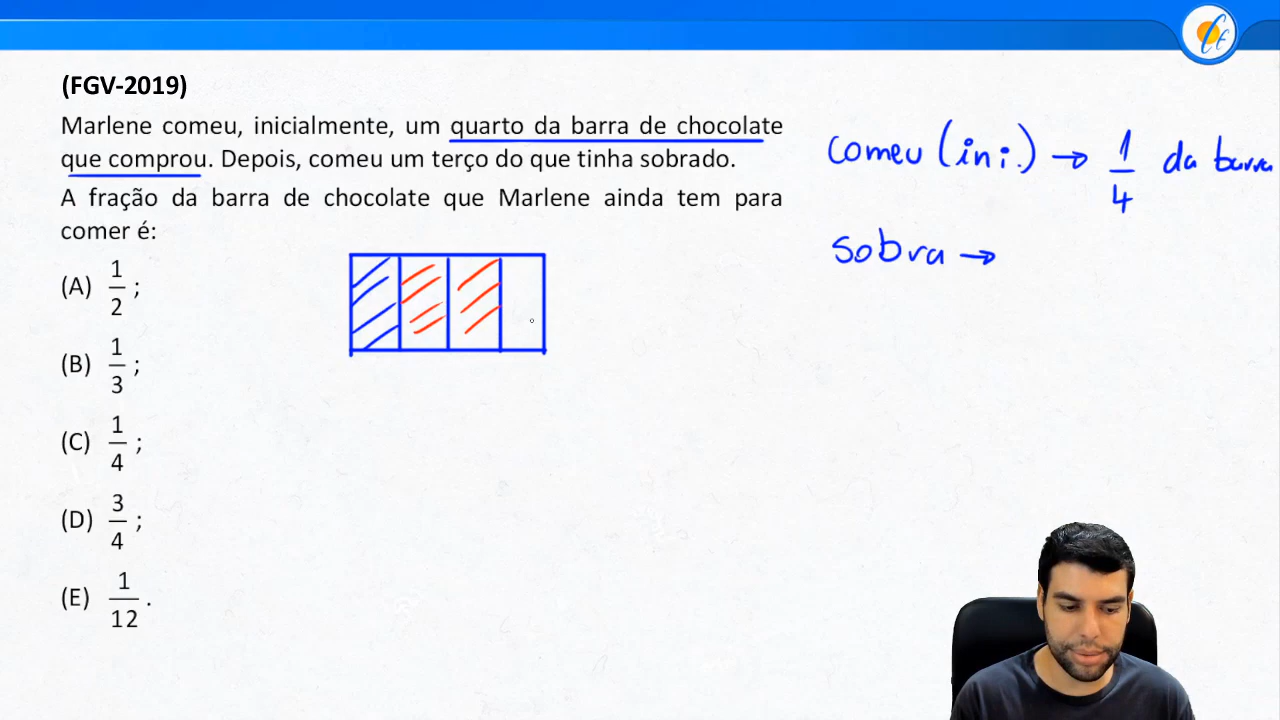 (FGV-2019)
Marlene comeu, inicialmente, um quarto da barra de chocolate
que comprou. Depois, comeu um terço do que tinha sobrado.
A fração da barra de chocolate que Marlene ainda tem para
comer é:
(A) 1/2 ;
(B) 1/3 ;
(C) 1/4 ;
(D) 3/4 ;
(E) 1/12 .
comeu (ini.) → 1/4 da barra
sobra →